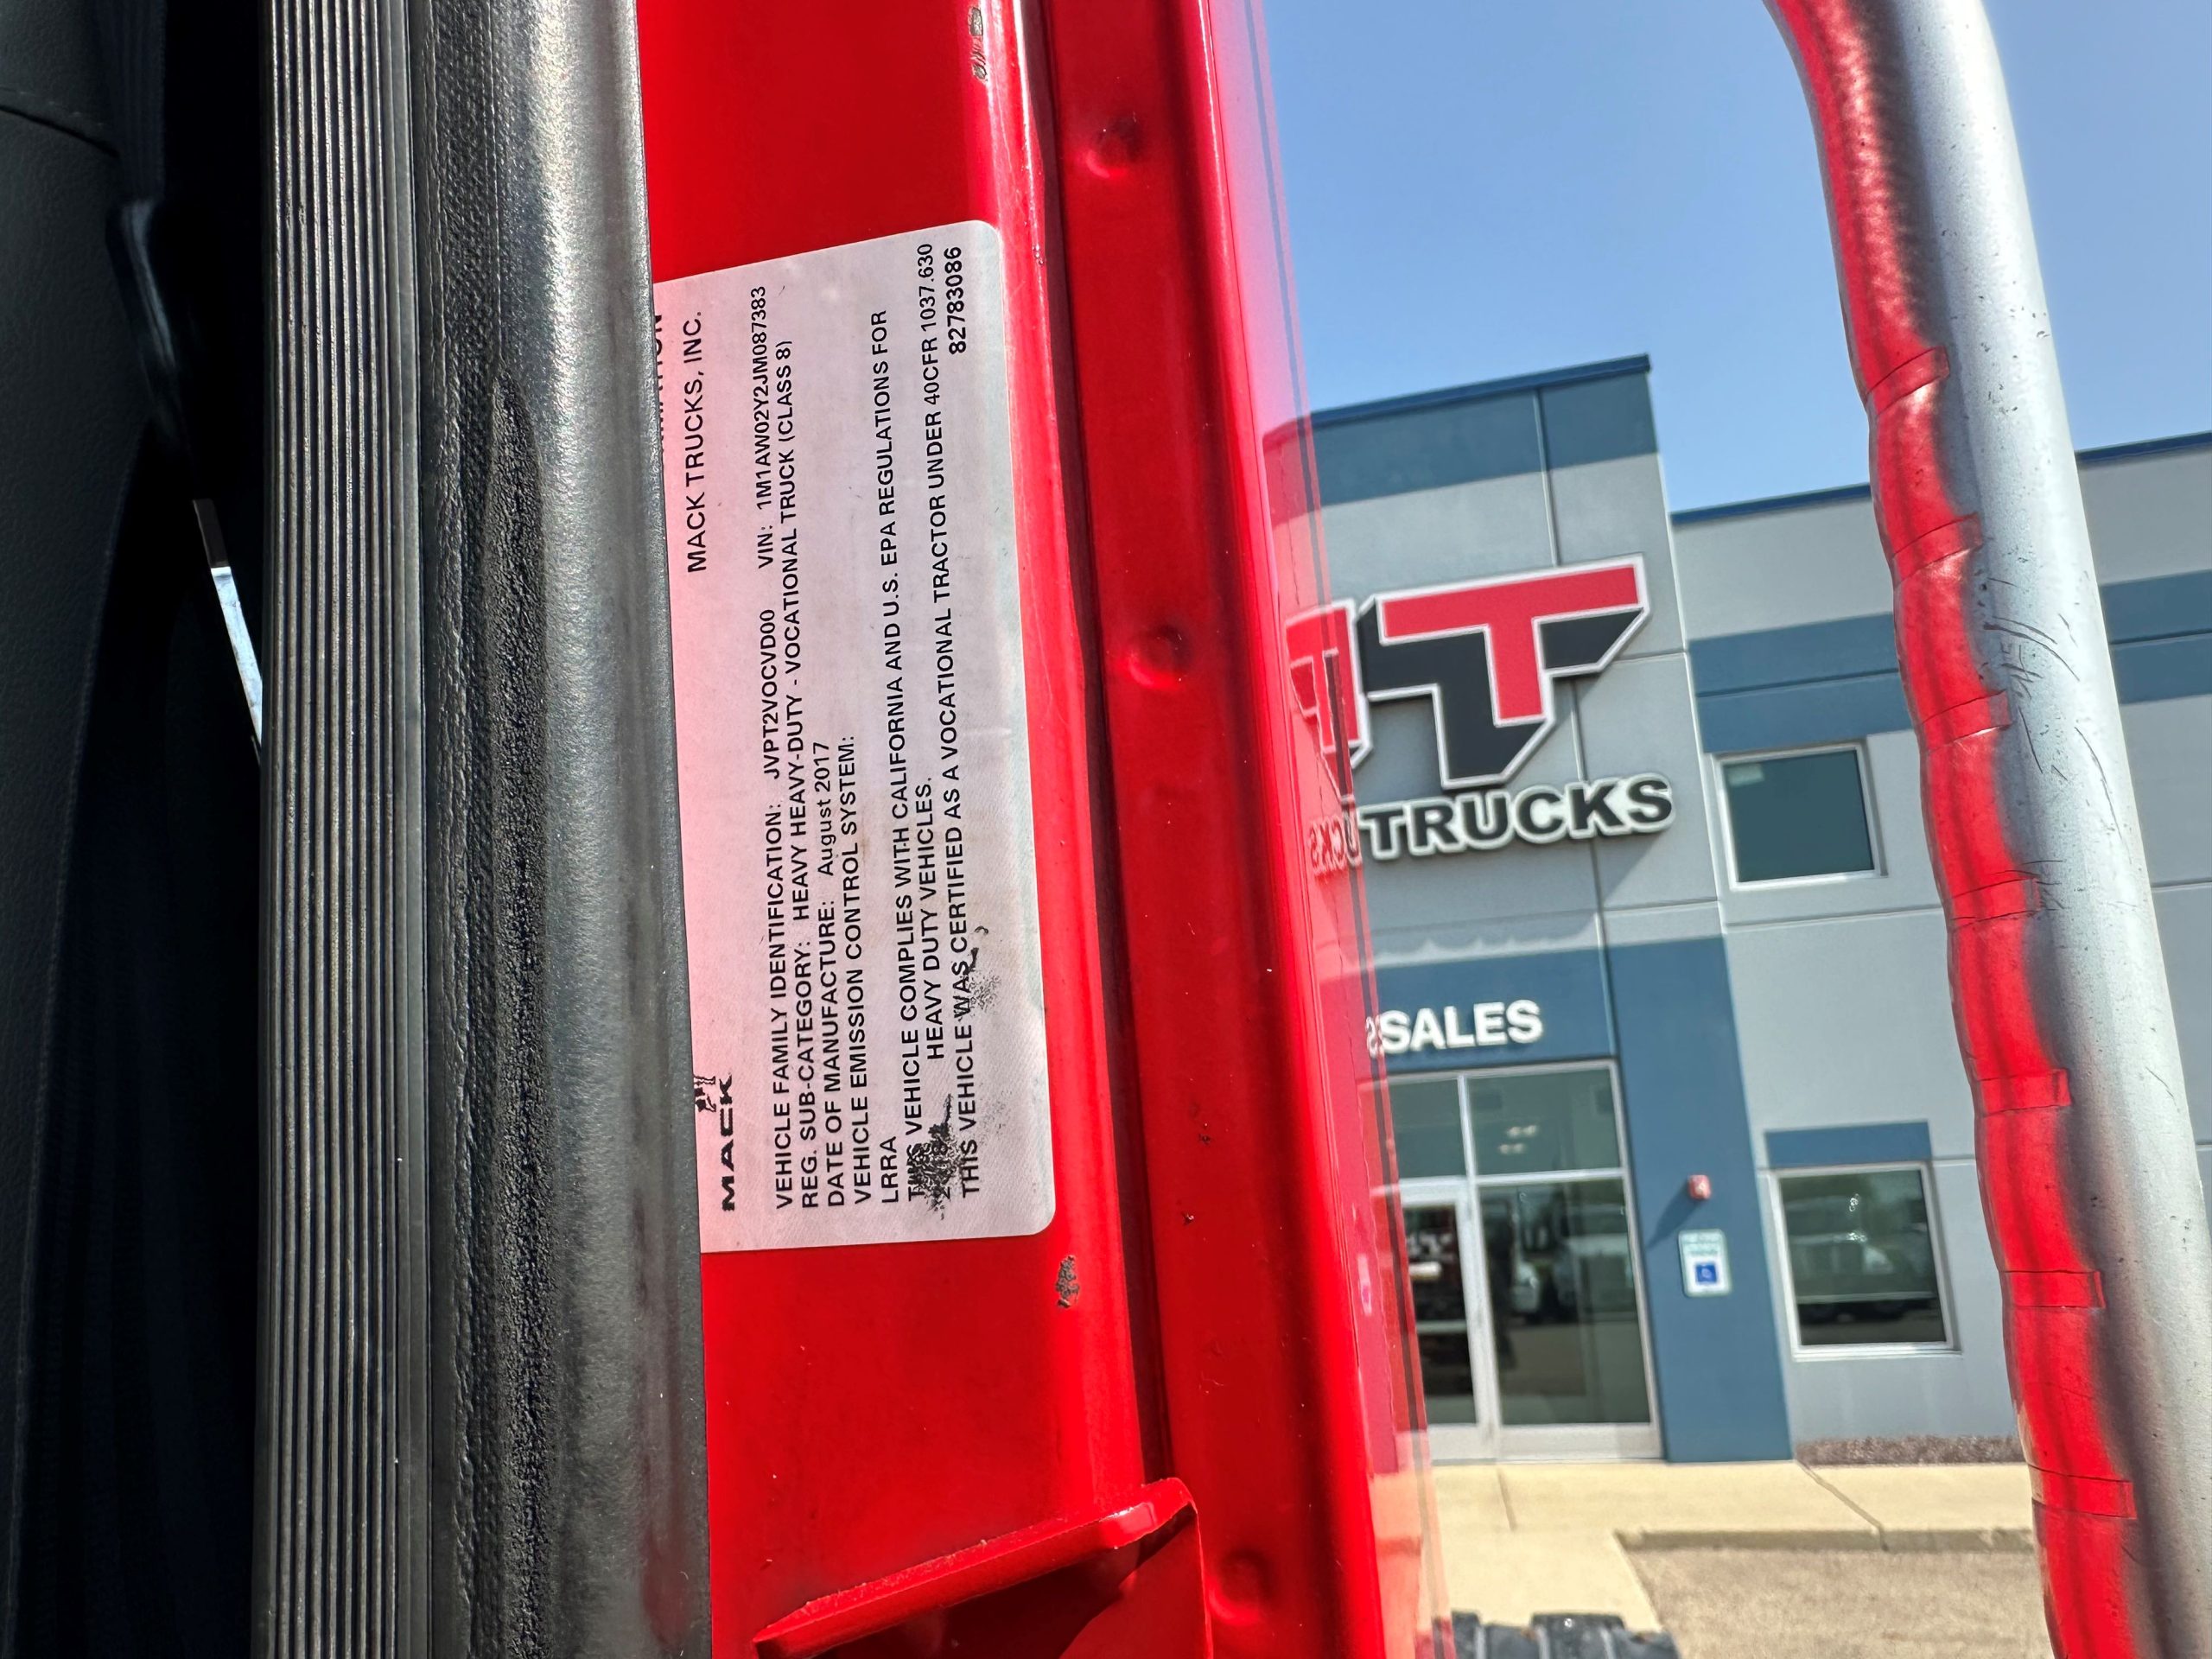 MACK TRUCKS, INC.
MACK
VEHICLE FAMILY IDENTIFICATION: JVPT2VOCVD00 VIN: 1M1AW02Y2JM087383
REG. SUB-CATEGORY: HEAVY HEAVY-DUTY - VOCATIONAL TRUCK (CLASS 8)
DATE OF MANUFACTURE: August 2017
VEHICLE EMISSION CONTROL SYSTEM:
LRRA
THIS VEHICLE COMPLIES WITH CALIFORNIA AND U.S. EPA REGULATIONS FOR
HEAVY DUTY VEHICLES.
THIS VEHICLE WAS CERTIFIED AS A VOCATIONAL TRACTOR UNDER 40CFR 1037.630
82783086
T
TRUCKS
SALES